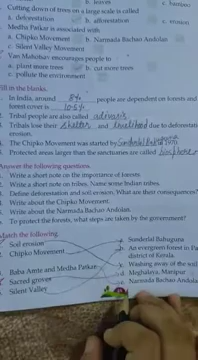 b. leaves c. bamboo
Cutting down of trees on a large scale is called
a. deforestation b. afforestation c. erosion
Medha Patkar is associated with
a. Chipko Movement b. Narmada Bachao Andolan
c. Silent Valley Movement
Van Mahotsav encourages people to
a. plant more trees b. cut more trees
c. pollute the environment
Fill in the blanks.
In India, around 84 people are dependent on forests and
forest cover is
Tribal people are also called adivasis
Tribals lose their shelter and livelihood due to deforestation
erosion.
The Chipko Movement was started by Sunderlal
Protected areas larger than the sanctuaries are called biosphere
Answer the following questions.
Write a short note on the importance of forests.
Write a short note on tribes. Name some Indian tribes.
Define deforestation and soil erosion. What are their consequences?
Write about the Chipko Movement.
Write about the Narmada Bachao Andolan.
To protect the forests, what steps are taken by the government?
Match the following.
Soil erosion a. Sunderlal Bahuguna
Chipko Movement b. An evergreen forest in Pa
district of Kerala.
Baba Amte and Medha Patkar c. Washing away of the soil
Sacred groves d. Meghalaya, Manipur
Silent Valley e. Narmada Bachao Andola